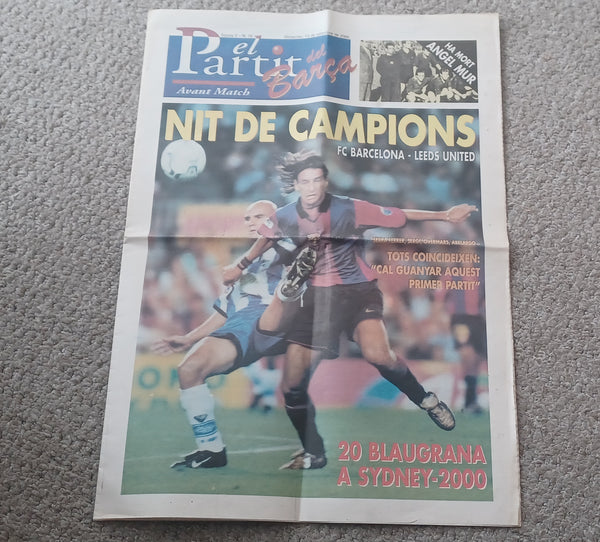 el
Partit
del
Barça
Avant Match
HA MORT
ANGEL MUR
NIT DE CAMPIONS
FC BARCELONA - LEEDS UNITED
TOTS COINCIDEIXEN:
"CAL GUANYAR AQUEST
PRIMER PARTIT"
20 BLAUGRANA
A SYDNEY-2000